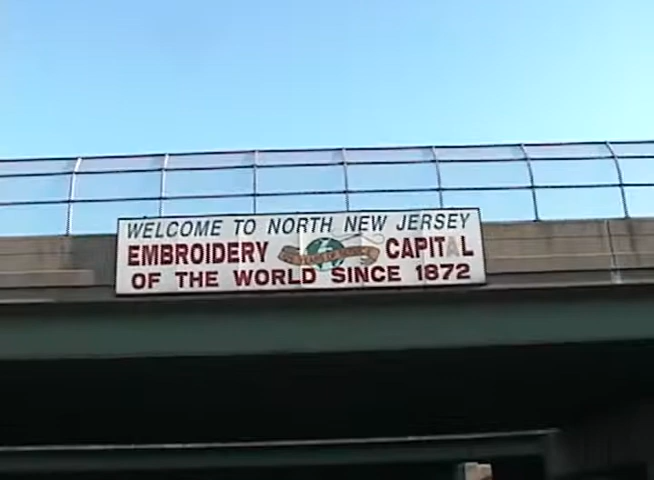 WELCOME TO NORTH NEW JERSEY
EMBROIDERY CAPITAL
OF THE WORLD SINCE 1872